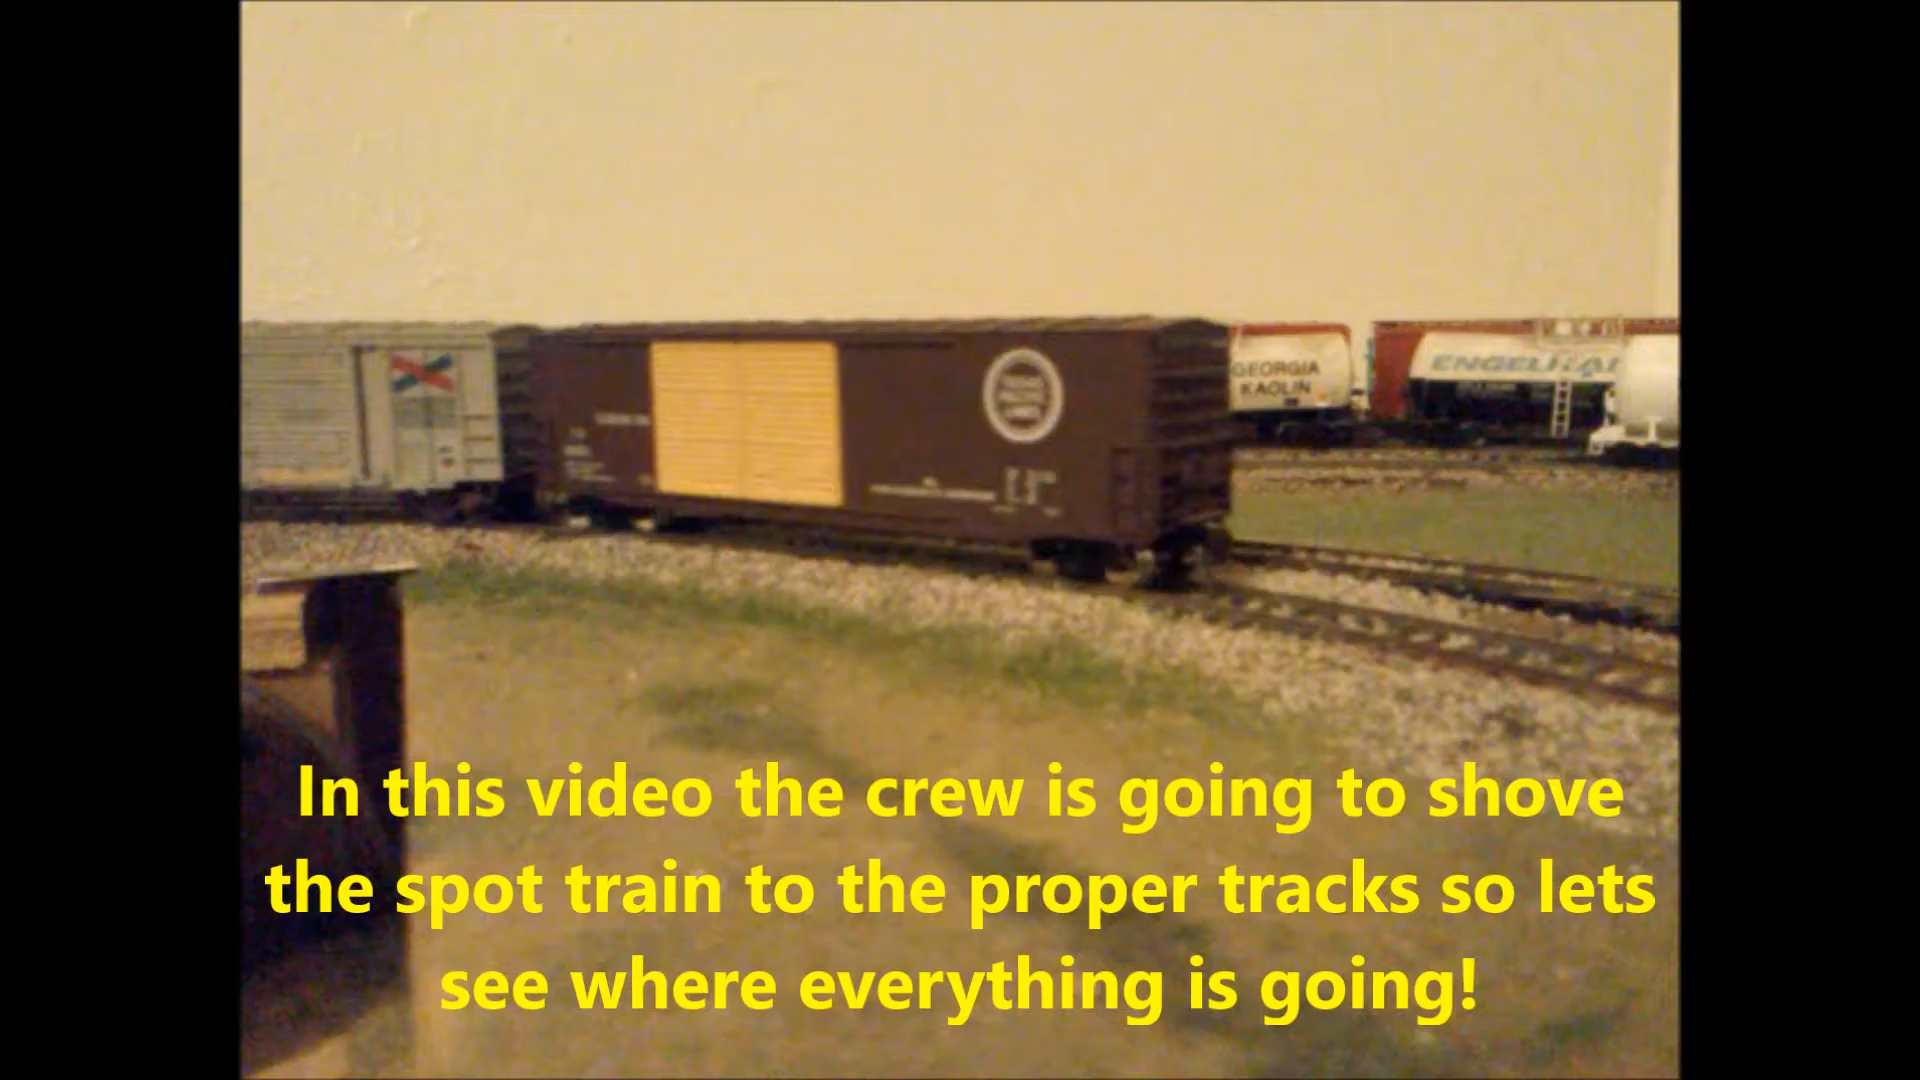 GEORGIA
KAOLIN
In this video the crew is going to shove
the spot train to the proper tracks so lets
see where everything is going!